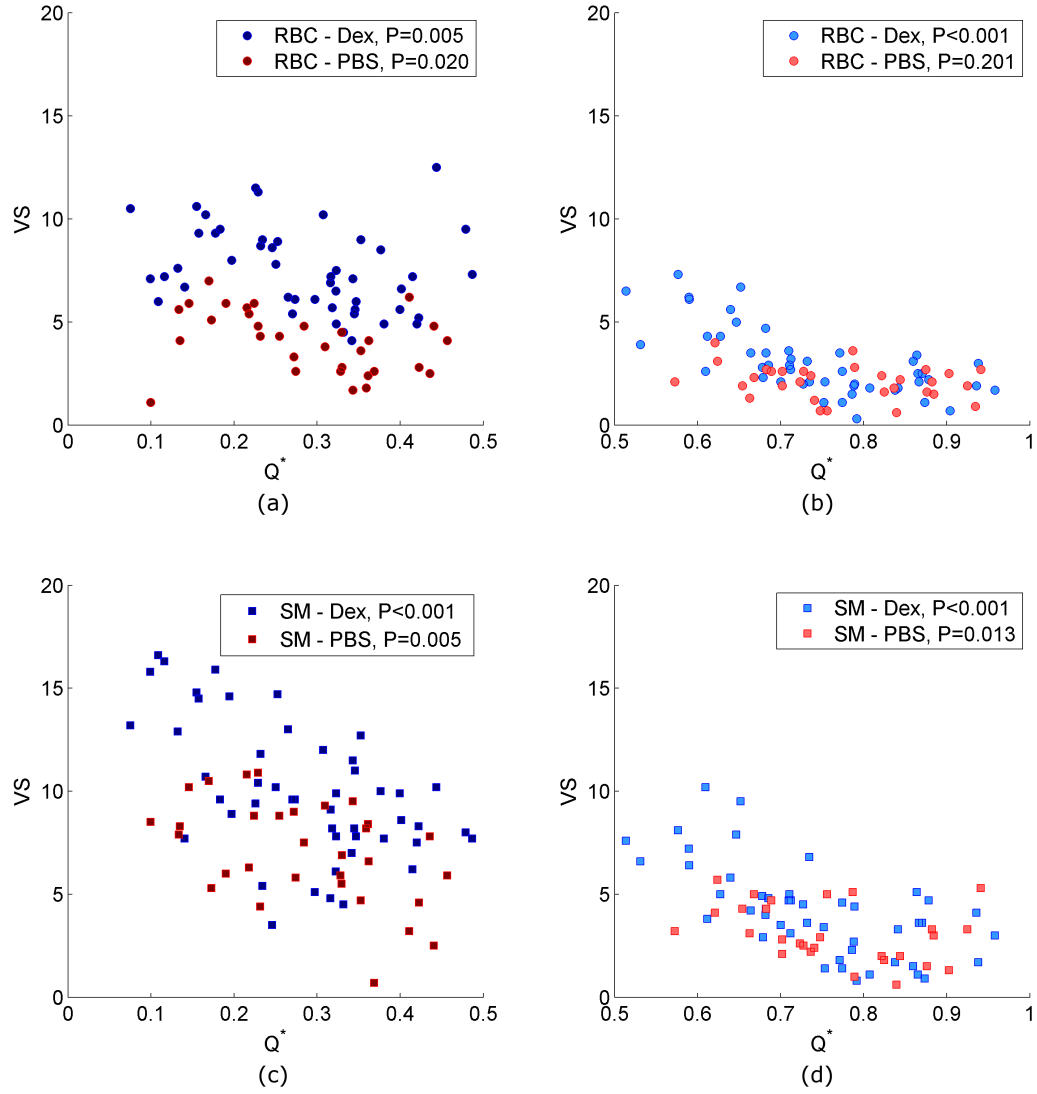 20
15
10
5
0
VS
RBC - Dex, P=0.005
RBC - PBS, P=0.020
0 0.1 0.2 0.3 0.4 0.5
Q*
(a)
20
15
10
5
0
VS
RBC - Dex, P<0.001
RBC - PBS, P=0.201
0.5 0.6 0.7 0.8 0.9 1
Q*
(b)
20
15
10
5
0
VS
SM - Dex, P<0.001
SM - PBS, P=0.005
0 0.1 0.2 0.3 0.4 0.5
Q*
(c)
20
15
10
5
0
VS
SM - Dex, P<0.001
SM - PBS, P=0.013
0.5 0.6 0.7 0.8 0.9 1
Q*
(d)